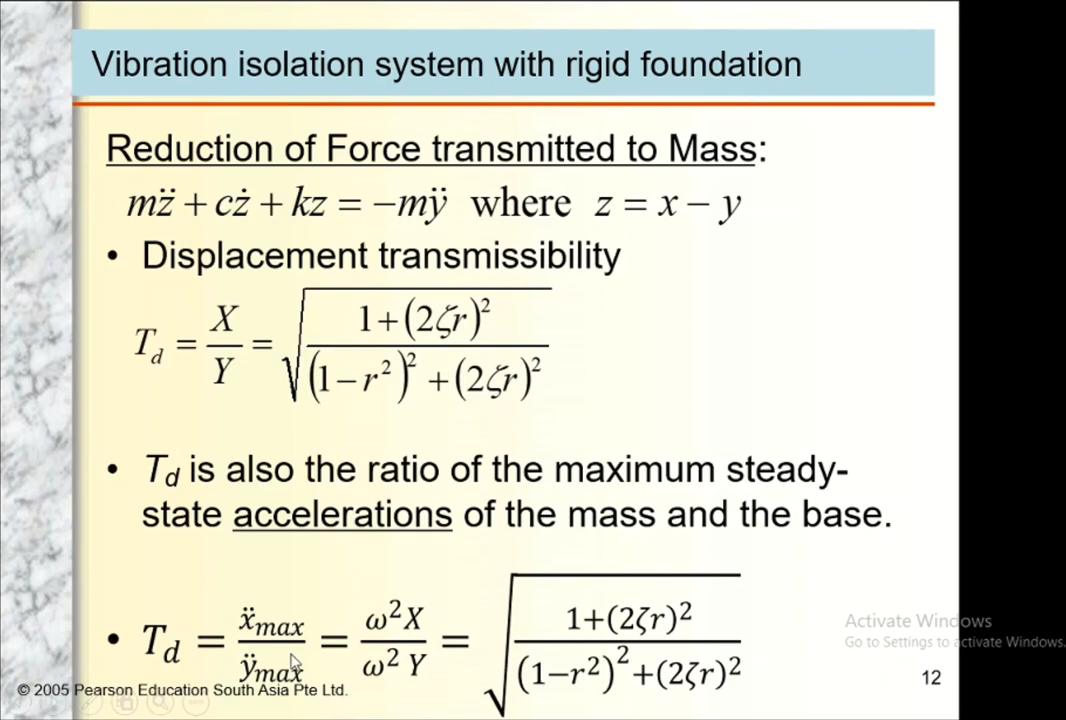 Vibration isolation system with rigid foundation
Reduction of Force transmitted to Mass:
mz̈ + cż + kz = −mÿ where z = x − y
• Displacement transmissibility
T_d = X/Y = √((1+(2ζr)²)/((1−r²)²+(2ζr)²))
• T_d is also the ratio of the maximum steady-
state accelerations of the mass and the base.
• T_d = ẍ_max/ÿ_max = ω²X/ω² Y = √((1+(2ζr)²)/((1−r²)²+(2ζr)²))
Activate Windows
Go to Settings to activate Windows.
© 2005 Pearson Education South Asia Pte Ltd.
12